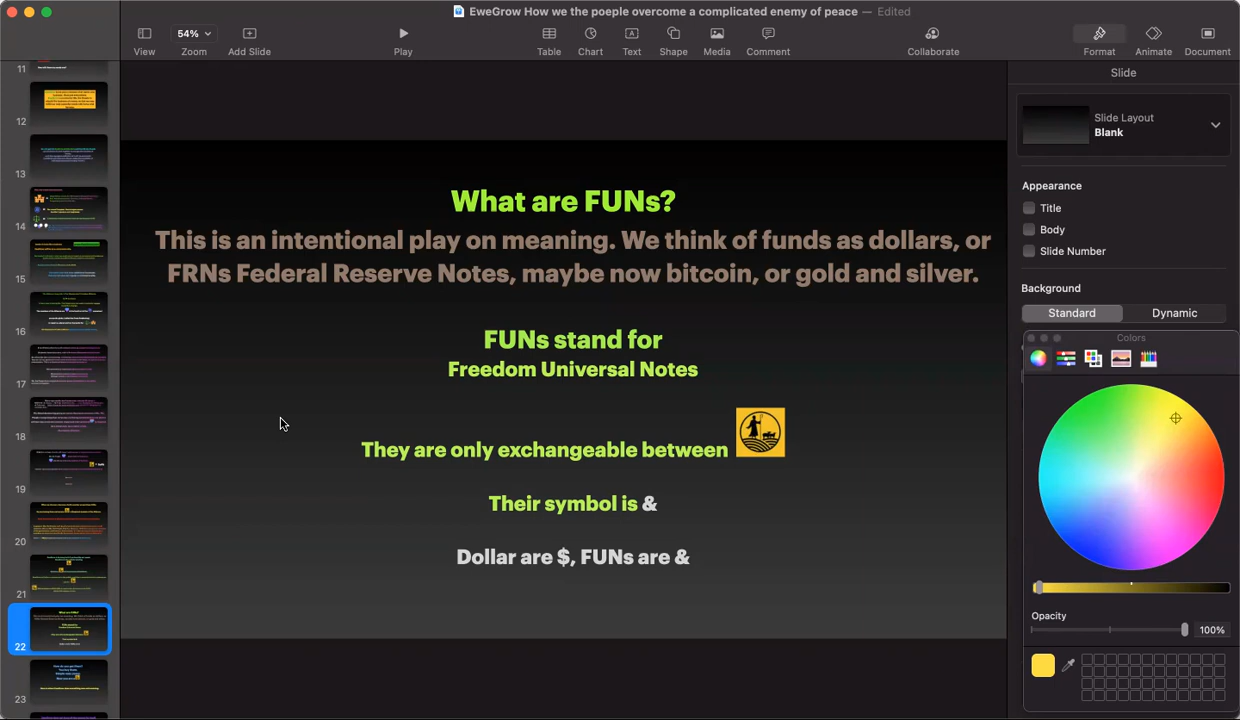 EweGrow How we the poeple overcome a complicated enemy of peace — Edited
54%
View Zoom Add Slide Play Table Chart Text Shape Media Comment Collaborate Format Animate Document
Slide
Slide Layout
Blank
Appearance
Title
Body
Slide Number
Background
Standard Dynamic
Colors
Opacity
100%
11
12
13
14
15
16
17
18
19
20
21
22
23
What are FUNs?
This is an intentional play on meaning. We think of funds as dollars, or
FRNs Federal Reserve Notes, maybe now bitcoin, or gold and silver.
FUNs stand for
Freedom Universal Notes
They are only exchangeable between
Their symbol is &
Dollar are $, FUNs are &